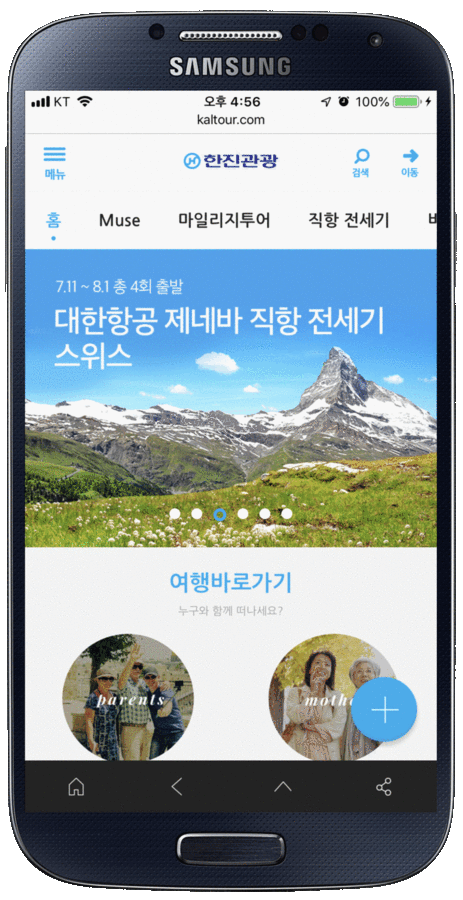 SAMSUNG
KT 오후 4:56 100%
kaltour.com
메뉴 한진관광 검색 이동
홈 Muse 마일리지투어 직항 전세기
7.11 ~ 8.1 총 4회 출발
대한항공 제네바 직항 전세기
스위스
여행바로가기
누구와 함께 떠나세요?
parents